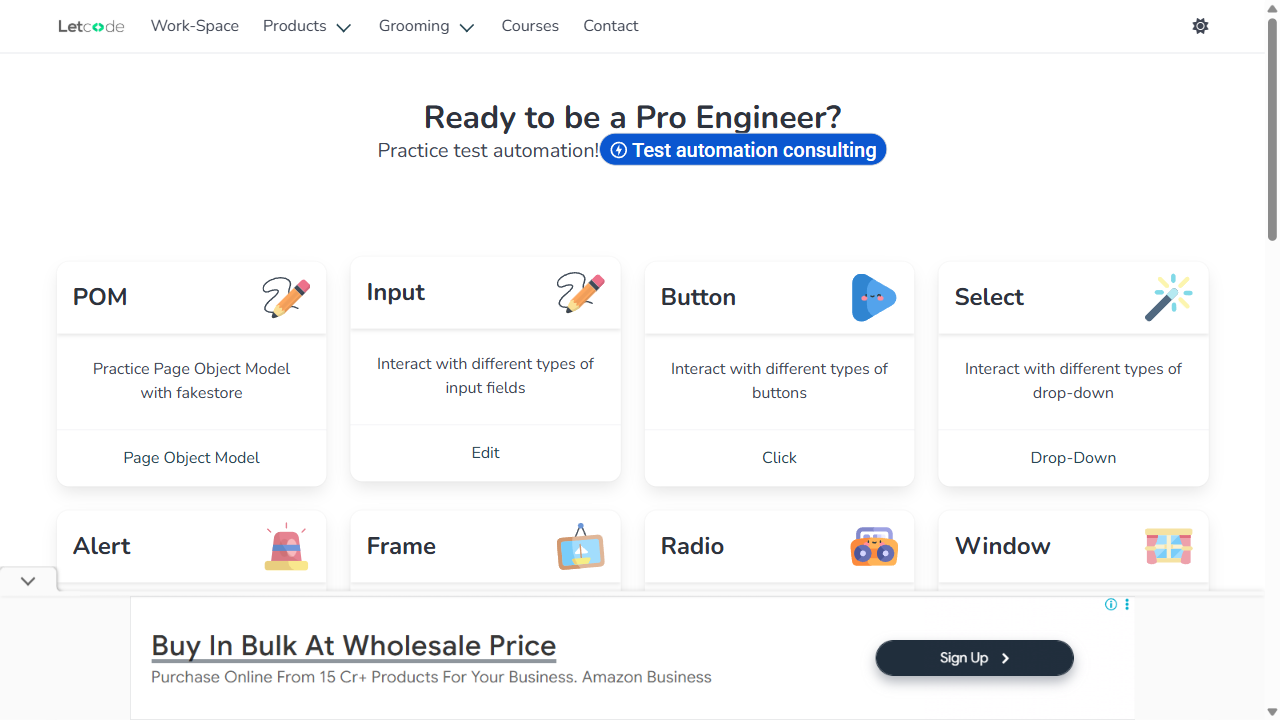 Letcode Work-Space Products Grooming Courses Contact
Ready to be a Pro Engineer?
Practice test automation! Test automation consulting
POM
Practice Page Object Model
with fakestore
Page Object Model
Input
Interact with different types of
input fields
Edit
Button
Interact with different types of
buttons
Click
Select
Interact with different types of
drop-down
Drop-Down
Alert
Frame
Radio
Window
Buy In Bulk At Wholesale Price
Purchase Online From 15 Cr+ Products For Your Business. Amazon Business
Sign Up